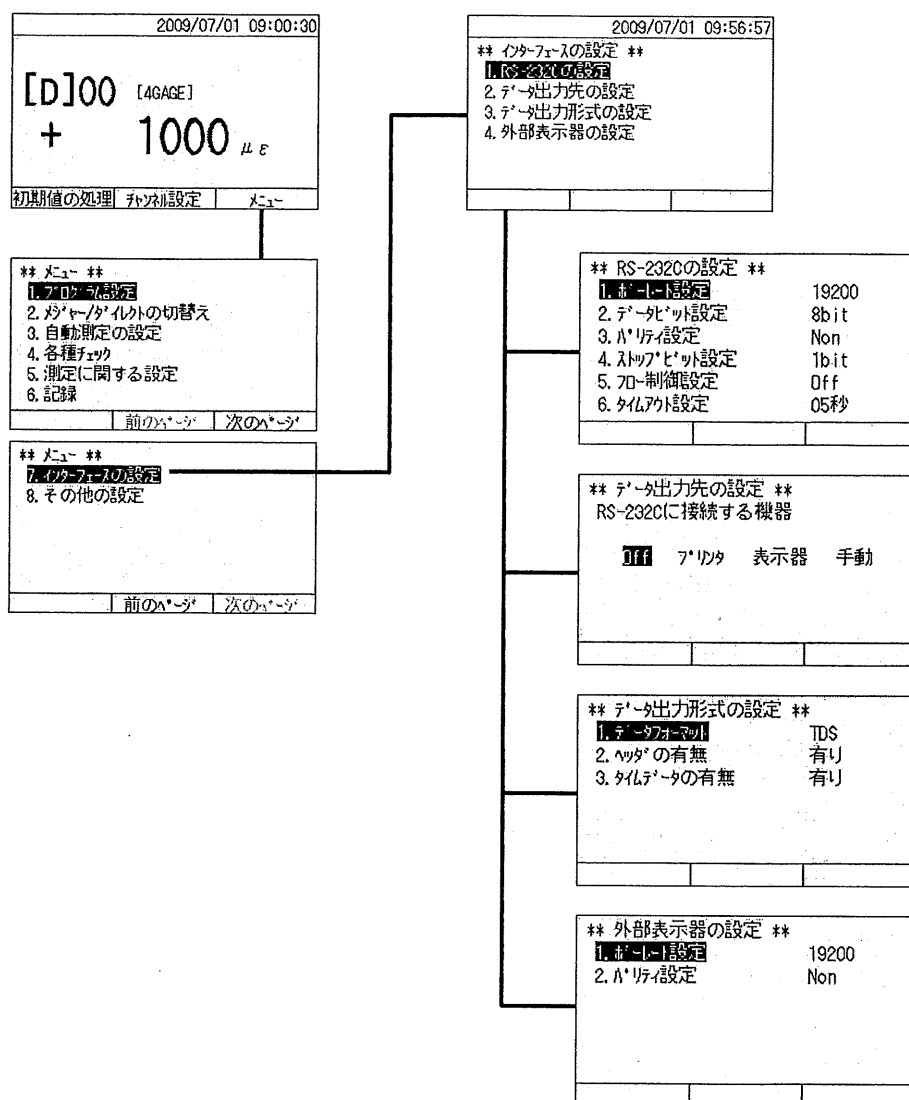 2009/07/01 09:00:30
[D]00 [4GAGE]
+ 1000 με
初期値の処理 チャンネル設定 メニュー
** メニュー **
1. プログラム設定
2. メジャー/ダイレクトの切替え
3. 自動測定の設定
4. 各種チェック
5. 測定に関する設定
6. 記録
前のページ 次のページ
** メニュー **
7. インターフェースの設定
8. その他の設定
前のページ 次のページ
2009/07/01 09:56:57
** インターフェースの設定 **
1. RS-232Cの設定
2. データ出力先の設定
3. データ出力形式の設定
4. 外部表示器の設定
** RS-232Cの設定 **
1. ボーレート設定 19200
2. データビット設定 8bit
3. パリティ設定 Non
4. ストップビット設定 1bit
5. フロー制御設定 Off
6. タイムアウト設定 05秒
** データ出力先の設定 **
RS-232Cに接続する機器
Off プリンタ 表示器 手動
** データ出力形式の設定 **
1. データフォーマット TDS
2. ヘッダの有無 有り
3. タイムデータの有無 有り
** 外部表示器の設定 **
1. ボーレート設定 19200
2. パリティ設定 Non